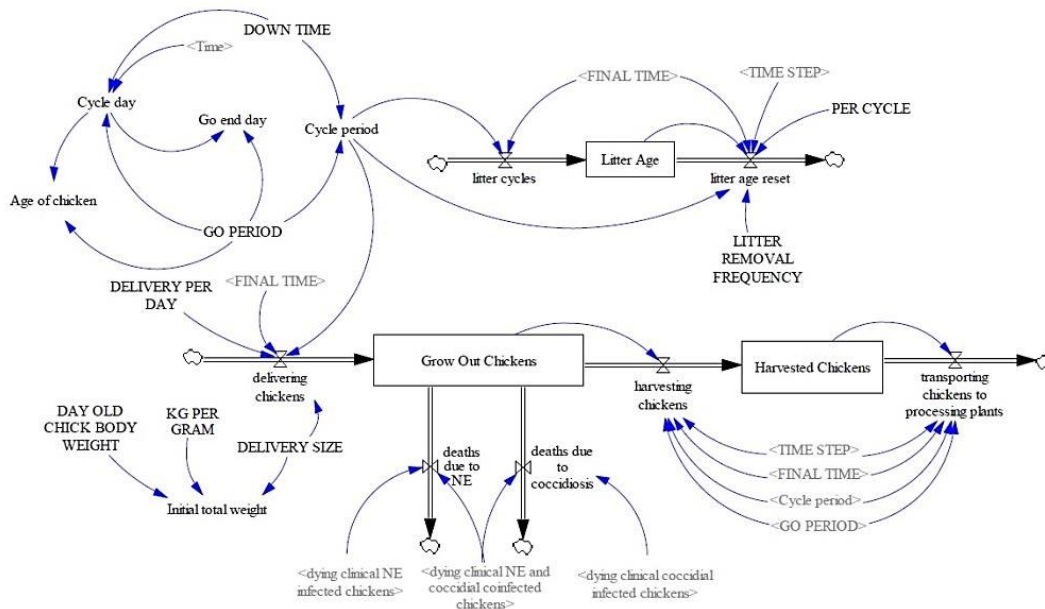 DOWN TIME
<Time>
<FINAL TIME>
<TIME STEP>
Cycle day
Go end day
Cycle period
PER CYCLE
Litter Age
litter cycles
litter age reset
Age of chicken
GO PERIOD
LITTER
REMOVAL
FREQUENCY
DELIVERY PER
DAY
<FINAL TIME>
Grow Out Chickens
Harvested Chickens
delivering
chickens
harvesting
chickens
transporting
chickens to
processing plants
DAY OLD
CHICK BODY
WEIGHT
KG PER
GRAM
DELIVERY SIZE
deaths
due to
NE
deaths due
to
coccidiosis
<TIME STEP>
<FINAL TIME>
<Cycle period>
<GO PERIOD>
Initial total weight
<dying clinical NE
infected chickens>
<dying clinical NE and
coccidial coinfected
chickens>
<dying clinical coccidial
infected chickens>